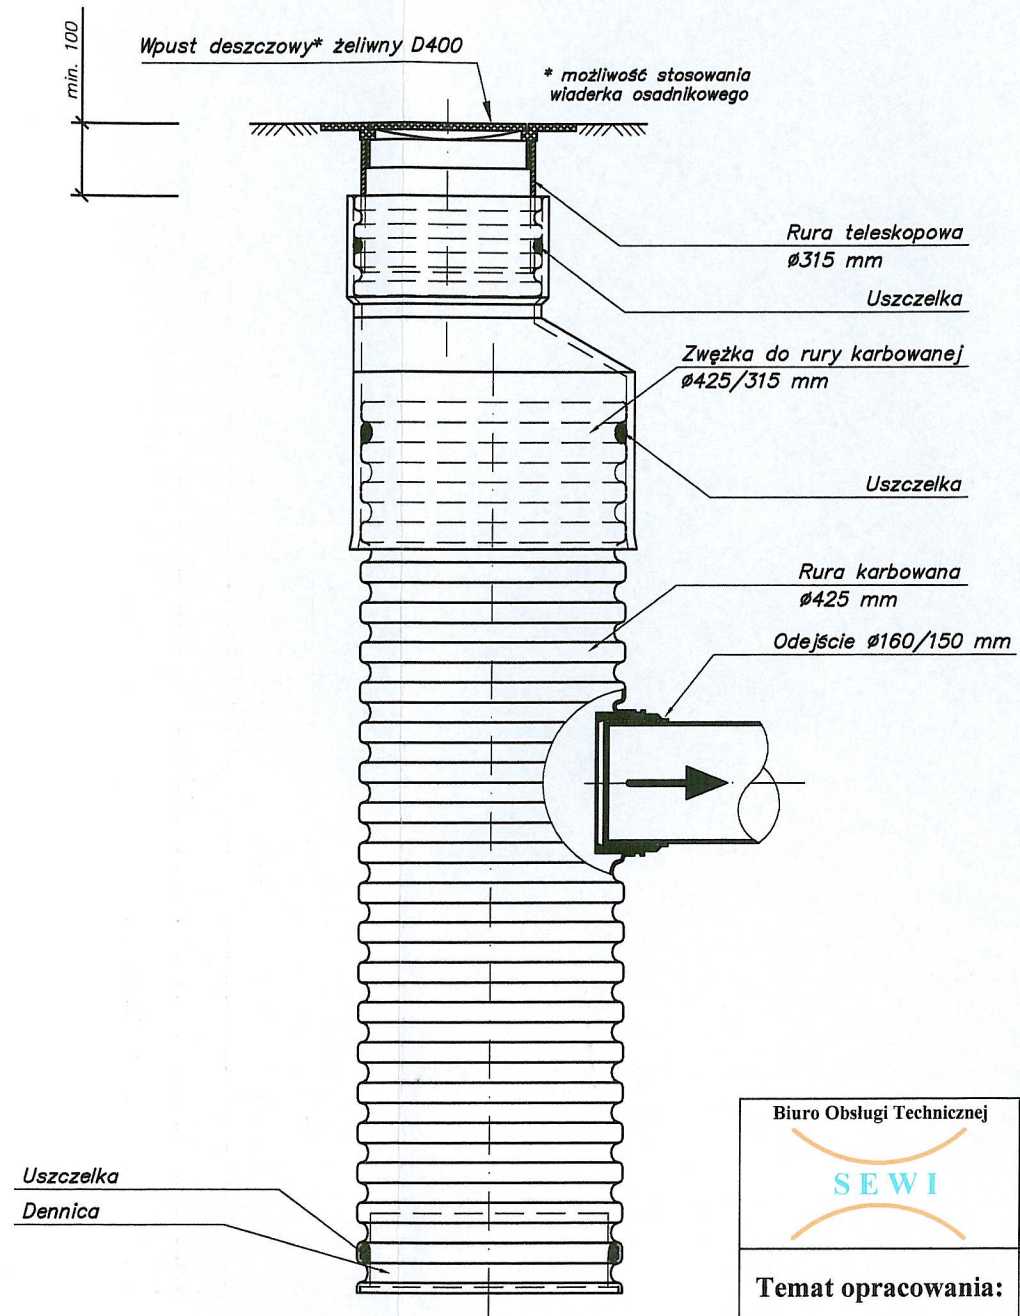 min. 100
Wpust deszczowy* żeliwny D400
* możliwość stosowania
wiaderka osadnikowego
Rura teleskopowa
ø315 mm
Uszczelka
Zwężka do rury karbowanej
ø425/315 mm
Uszczelka
Rura karbowana
ø425 mm
Odejście ø160/150 mm
Uszczelka
Dennica
Biuro Obsługi Technicznej
SEWI
Temat opracowania: